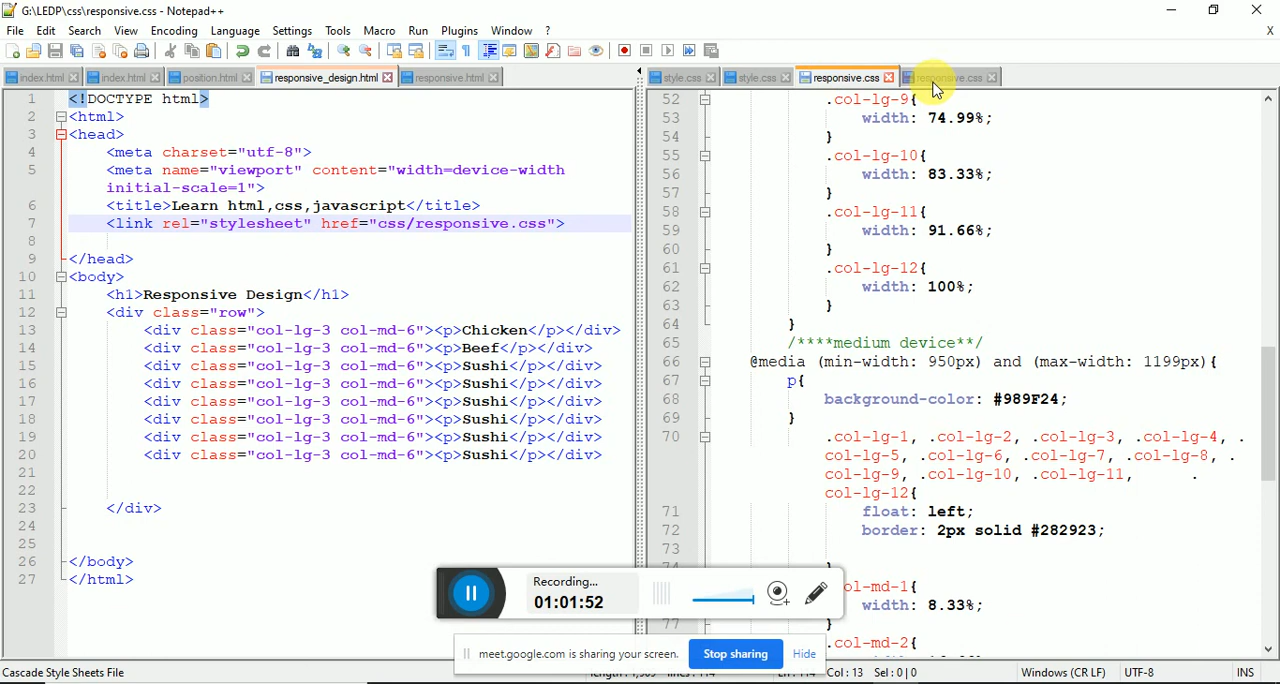 G:\LEDP\css\responsive.css - Notepad++
File Edit Search View Encoding Language Settings Tools Macro Run Plugins Window ? X
index.html index.html position.html responsive_design.html responsive.html
1 <!DOCTYPE html>
2 <html>
3 <head>
4 <meta charset="utf-8">
5 <meta name="viewport" content="width=device-width
initial-scale=1">
6 <title>Learn html,css,javascript</title>
7 <link rel="stylesheet" href="css/responsive.css">
8
9 </head>
10 <body>
11 <h1>Responsive Design</h1>
12 <div class="row">
13 <div class="col-lg-3 col-md-6"><p>Chicken</p></div>
14 <div class="col-lg-3 col-md-6"><p>Beef</p></div>
15 <div class="col-lg-3 col-md-6"><p>Sushi</p></div>
16 <div class="col-lg-3 col-md-6"><p>Sushi</p></div>
17 <div class="col-lg-3 col-md-6"><p>Sushi</p></div>
18 <div class="col-lg-3 col-md-6"><p>Sushi</p></div>
19 <div class="col-lg-3 col-md-6"><p>Sushi</p></div>
20 <div class="col-lg-3 col-md-6"><p>Sushi</p></div>
21
22
23 </div>
24
25
26 </body>
27 </html>
style.css style.css responsive.css responsive.css
52 .col-lg-9{
53 width: 74.99%;
54 }
55 .col-lg-10{
56 width: 83.33%;
57 }
58 .col-lg-11{
59 width: 91.66%;
60 }
61 .col-lg-12{
62 width: 100%;
63 }
64 }
65 /****medium device**/
66 @media (min-width: 950px) and (max-width: 1199px){
67 p{
68 background-color: #989F24;
69 }
70 .col-lg-1, .col-lg-2, .col-lg-3, .col-lg-4, .
col-lg-5, .col-lg-6, .col-lg-7, .col-lg-8, .
col-lg-9, .col-lg-10, .col-lg-11, .
col-lg-12{
71 float: left;
72 border: 2px solid #282923;
73
74 }
ol-md-1{
width: 8.33%;
77 }
.col-md-2{
Recording...
01:01:52
meet.google.com is sharing your screen. Stop sharing Hide
Cascade Style Sheets File Col : 13 Sel : 0 | 0 Windows (CR LF) UTF-8 INS